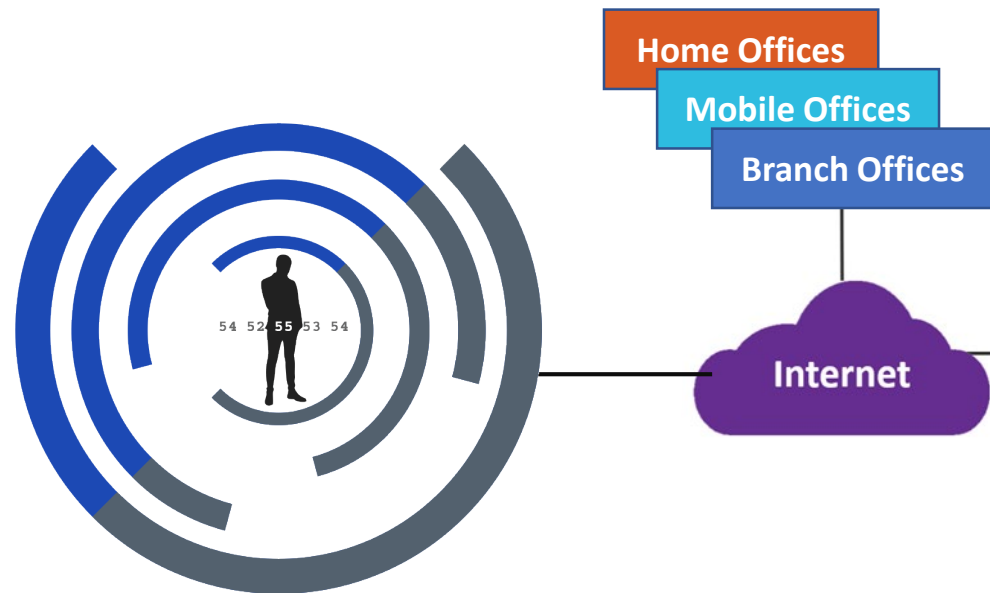 Home Offices
Mobile Offices
Branch Offices
54 52 55 53 54
Internet